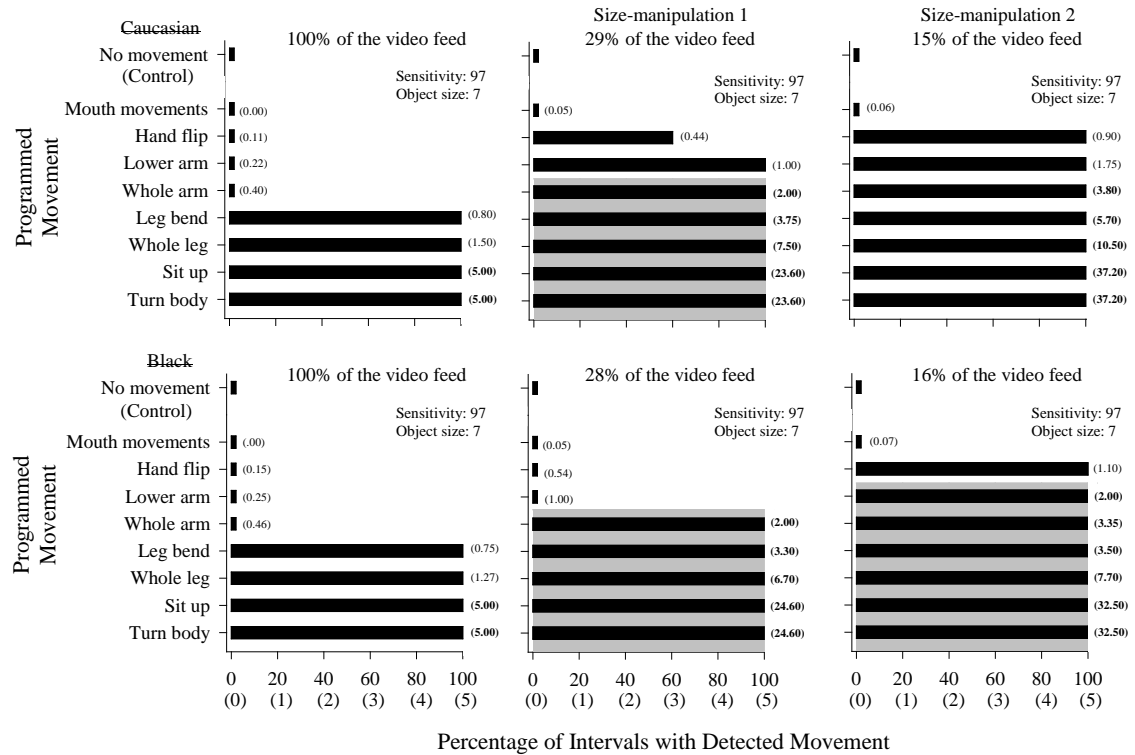 Size-manipulation 1
Size-manipulation 2
Caucasian
100% of the video feed
29% of the video feed
15% of the video feed
No movement
(Control)
Sensitivity: 97
Object size: 7
Sensitivity: 97
Object size: 7
Sensitivity: 97
Object size: 7
Mouth movements (0.00) (0.05) (0.06)
Hand flip (0.11) (0.44) (0.90)
Lower arm (0.22) (1.00) (1.75)
Whole arm (0.40) (2.00) (3.80)
Leg bend (0.80) (3.75) (5.70)
Whole leg (1.50) (7.50) (10.50)
Sit up (5.00) (23.60) (37.20)
Turn body (5.00) (23.60) (37.20)
Programmed
Movement
Black
100% of the video feed
28% of the video feed
16% of the video feed
No movement
(Control)
Sensitivity: 97
Object size: 7
Sensitivity: 97
Object size: 7
Sensitivity: 97
Object size: 7
Mouth movements (.00) (0.05) (0.07)
Hand flip (0.15) (0.54) (1.10)
Lower arm (0.25) (1.00) (2.00)
Whole arm (0.46) (2.00) (3.35)
Leg bend (0.75) (3.30) (3.50)
Whole leg (1.27) (6.70) (7.70)
Sit up (5.00) (24.60) (32.50)
Turn body (5.00) (24.60) (32.50)
Programmed
Movement
0 20 40 60 80 100 0 20 40 60 80 100 0 20 40 60 80 100
(0) (1) (2) (3) (4) (5) (0) (1) (2) (3) (4) (5) (0) (1) (2) (3) (4) (5)
Percentage of Intervals with Detected Movement